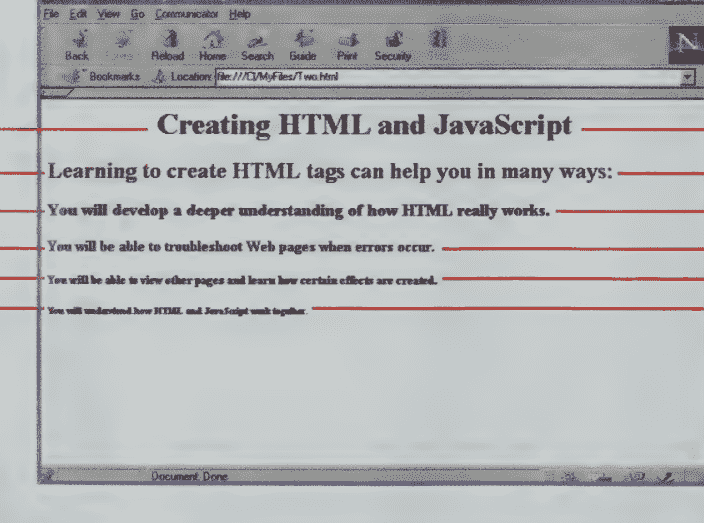 File Edit View Go Communicator Help
Back Reload Home Search Guide Print Security
Bookmarks Location: file:///C|/MyFiles/Two.html
N
Creating HTML and JavaScript
Learning to create HTML tags can help you in many ways:
You will develop a deeper understanding of how HTML really works.
You will be able to troubleshoot Web pages when errors occur.
You will be able to view other pages and learn how certain effects are created.
You will understand how HTML and JavaScript work together.
Document: Done